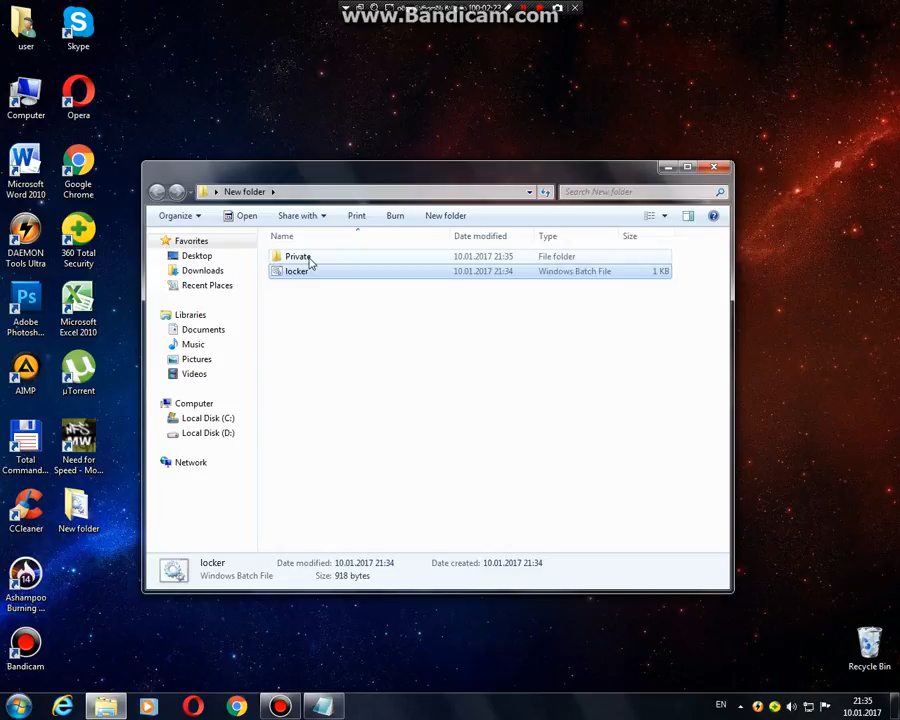 www.Bandicam.com
user
Skype
Computer
Opera
Microsoft
Word 2010
Google
Chrome
DAEMON
Tools Ultra
360 Total
Security
Adobe
Photosh...
Microsoft
Excel 2010
AIMP
µTorrent
Total
Command...
Need for
Speed - Mo...
CCleaner
New folder
Ashampoo
Burning ...
Bandicam
New folder
Search New folder
Organize
Open
Share with
Print
Burn
New folder
Favorites
Desktop
Downloads
Recent Places
Libraries
Documents
Music
Pictures
Videos
Computer
Local Disk (C:)
Local Disk (D:)
Network
Name
Date modified
Type
Size
Private
10.01.2017 21:35
File folder
locker
10.01.2017 21:34
Windows Batch File
1 KB
locker
Date modified: 10.01.2017 21:34
Date created: 10.01.2017 21:34
Windows Batch File
Size: 918 bytes
Recycle Bin
EN
21:35
10.01.2017